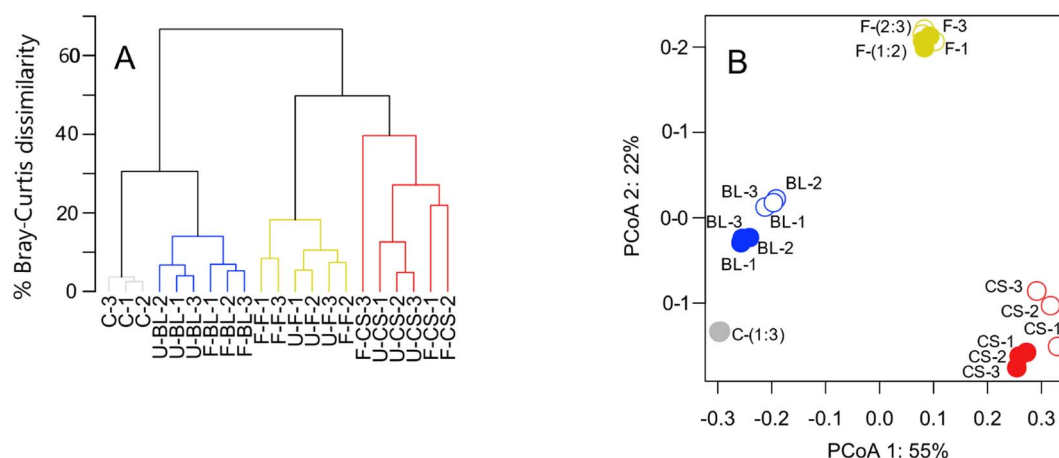 A
% Bray-Curtis dissimilarity
60
40
20
0
C-3
C-1
C-2
U-BL-2
U-BL-1
U-BL-3
F-BL-1
F-BL-2
F-BL-3
F-F-1
F-F-3
U-F-1
U-F-2
U-F-3
F-F-2
F-CS-3
U-CS-1
U-CS-2
U-CS-3
F-CS-1
F-CS-2
B
PCoA 2: 22%
0-2
0-1
0-0
0-1
F-(2:3) F-3
F-(1:2) F-1
BL-3 BL-2
BL-3 BL-1
BL-2
BL-1
C-(1:3)
CS-3
CS-2
CS-1
CS-1
CS-2
CS-3
-0.3 -0.2 -0.1 0.0 0.1 0.2 0.3
PCoA 1: 55%